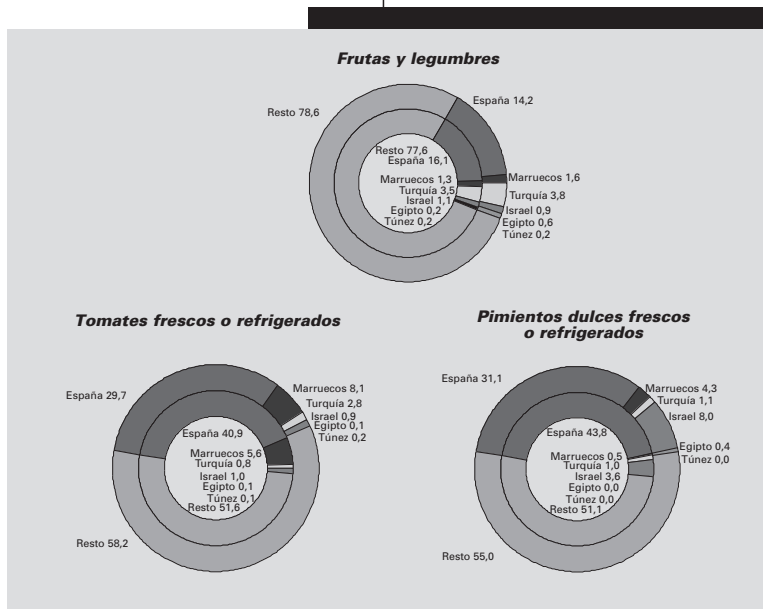 Frutas y legumbres
Resto 78,6
España 14,2
Marruecos 1,6
Turquía 3,8
Israel 0,9
Egipto 0,6
Túnez 0,2
Resto 77,6
España 16,1
Marruecos 1,3
Turquía 3,5
Israel 1,1
Egipto 0,2
Túnez 0,2
Tomates frescos o refrigerados
España 29,7
Marruecos 8,1
Turquía 2,8
Israel 0,9
Egipto 0,1
Túnez 0,2
Resto 58,2
España 40,9
Marruecos 5,6
Turquía 0,8
Israel 1,0
Egipto 0,1
Túnez 0,1
Resto 51,6
Pimientos dulces frescos
o refrigerados
España 31,1
Marruecos 4,3
Turquía 1,1
Israel 8,0
Egipto 0,4
Túnez 0,0
Resto 55,0
España 43,8
Marruecos 0,5
Turquía 1,0
Israel 3,6
Egipto 0,0
Túnez 0,0
Resto 51,1